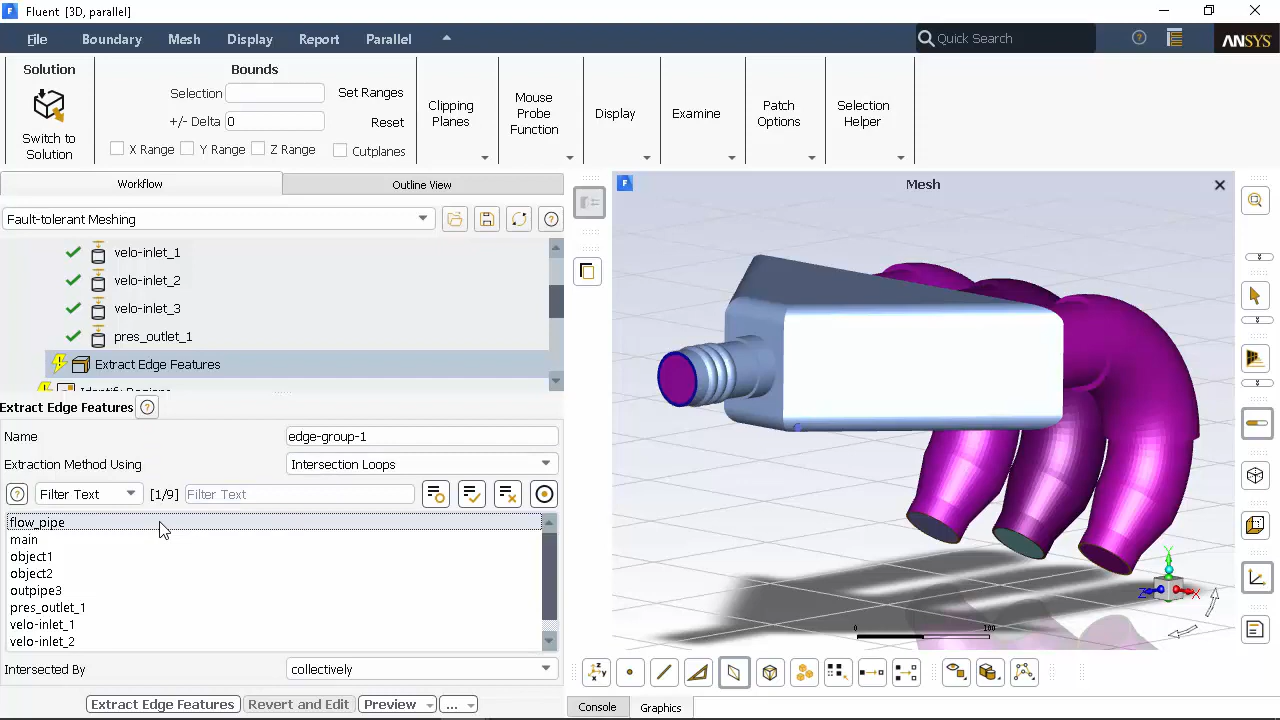 Fluent [3D, parallel]
File Boundary Mesh Display Report Parallel Quick Search ANSYS
Solution
Switch to
Solution
Bounds
Selection Set Ranges
+/- Delta 0 Reset
X Range Y Range Z Range Cutplanes
Clipping
Planes
Mouse
Probe
Function
Display
Examine
Patch
Options
Selection
Helper
Workflow Outline View
Fault-tolerant Meshing
velo-inlet_1
velo-inlet_2
velo-inlet_3
pres_outlet_1
Extract Edge Features
Extract Edge Features
Name edge-group-1
Extraction Method Using Intersection Loops
Filter Text [1/9] Filter Text
flow_pipe
main
object1
object2
outpipe3
pres_outlet_1
velo-inlet_1
velo-inlet_2
Intersected By collectively
Extract Edge Features Revert and Edit Preview ...
Mesh
0 100
Y
Z X
Console Graphics